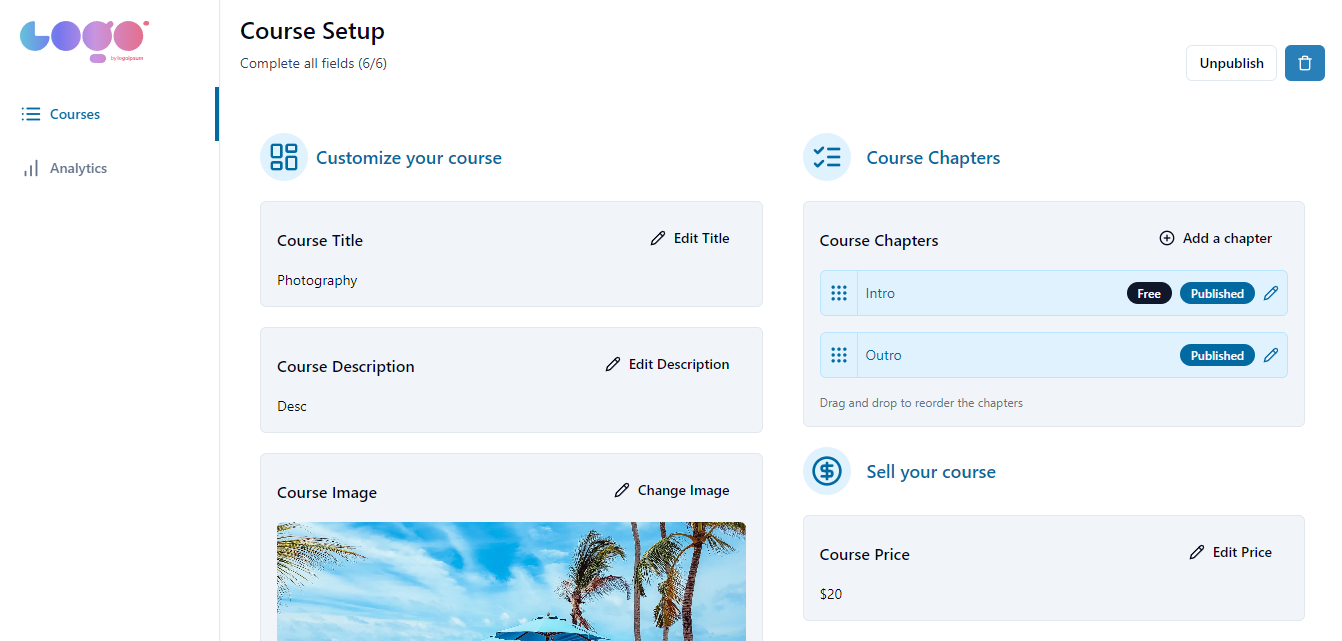 Logo
by logoipsum
Courses
Analytics
Course Setup
Complete all fields (6/6)
Unpublish
Customize your course
Course Title
Edit Title
Photography
Course Description
Edit Description
Desc
Course Image
Change Image
Course Chapters
Course Chapters
Add a chapter
Intro
Free
Published
Outro
Published
Drag and drop to reorder the chapters
Sell your course
Course Price
Edit Price
$20